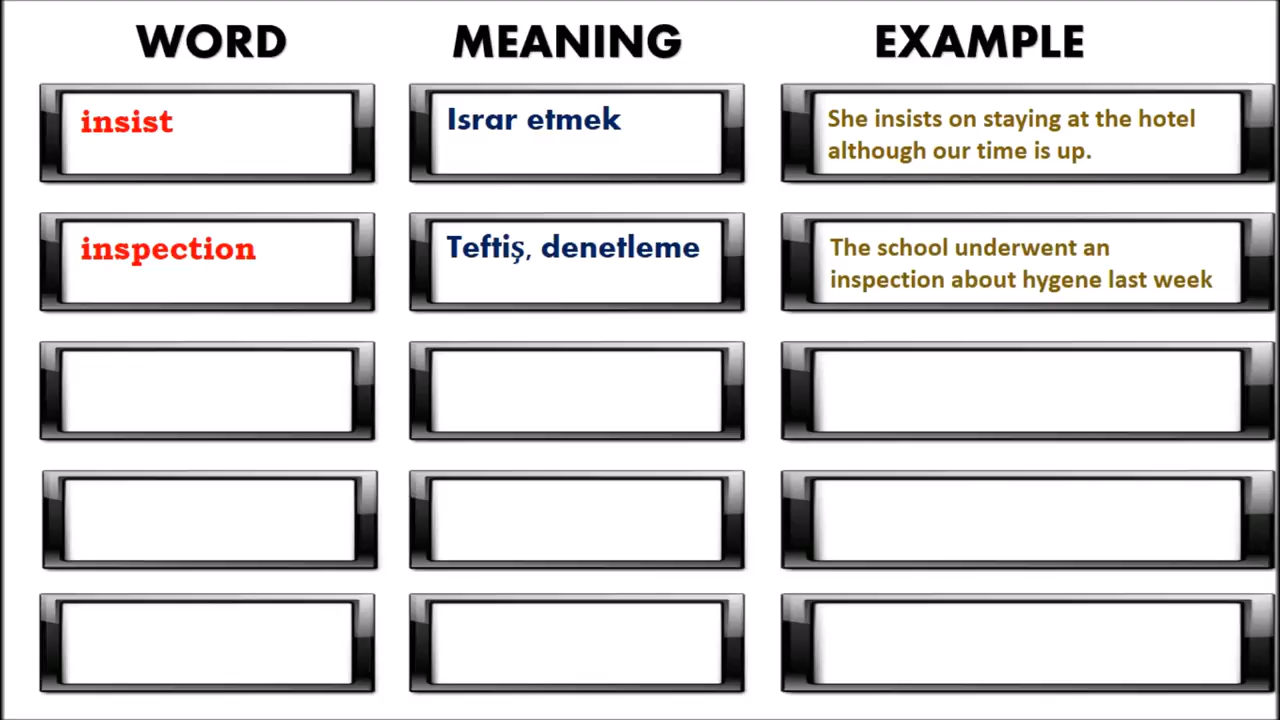 WORD MEANING EXAMPLE
insist
Israr etmek
She insists on staying at the hotel
although our time is up.
inspection
Teftiş, denetleme
The school underwent an
inspection about hygene last week